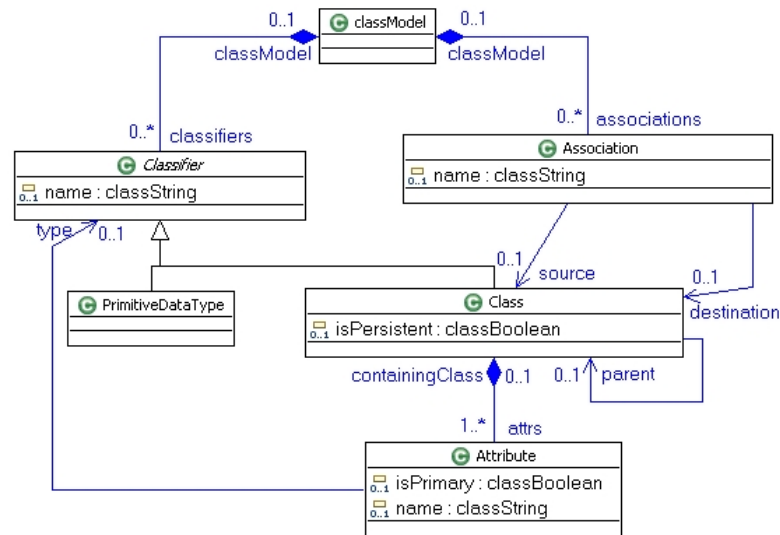 classModel
0..1
0..1
classModel
classModel
0..*
classifiers
0..*
associations
C Classifier
0..1 name : classString
C Association
0..1 name : classString
type
0..1
0..1
source
0..1
destination
C PrimitiveDataType
C Class
0..1 isPersistent : classBoolean
containingClass
0..1
0..1
parent
1..*
attrs
C Attribute
0..1 isPrimary : classBoolean
0..1 name : classString